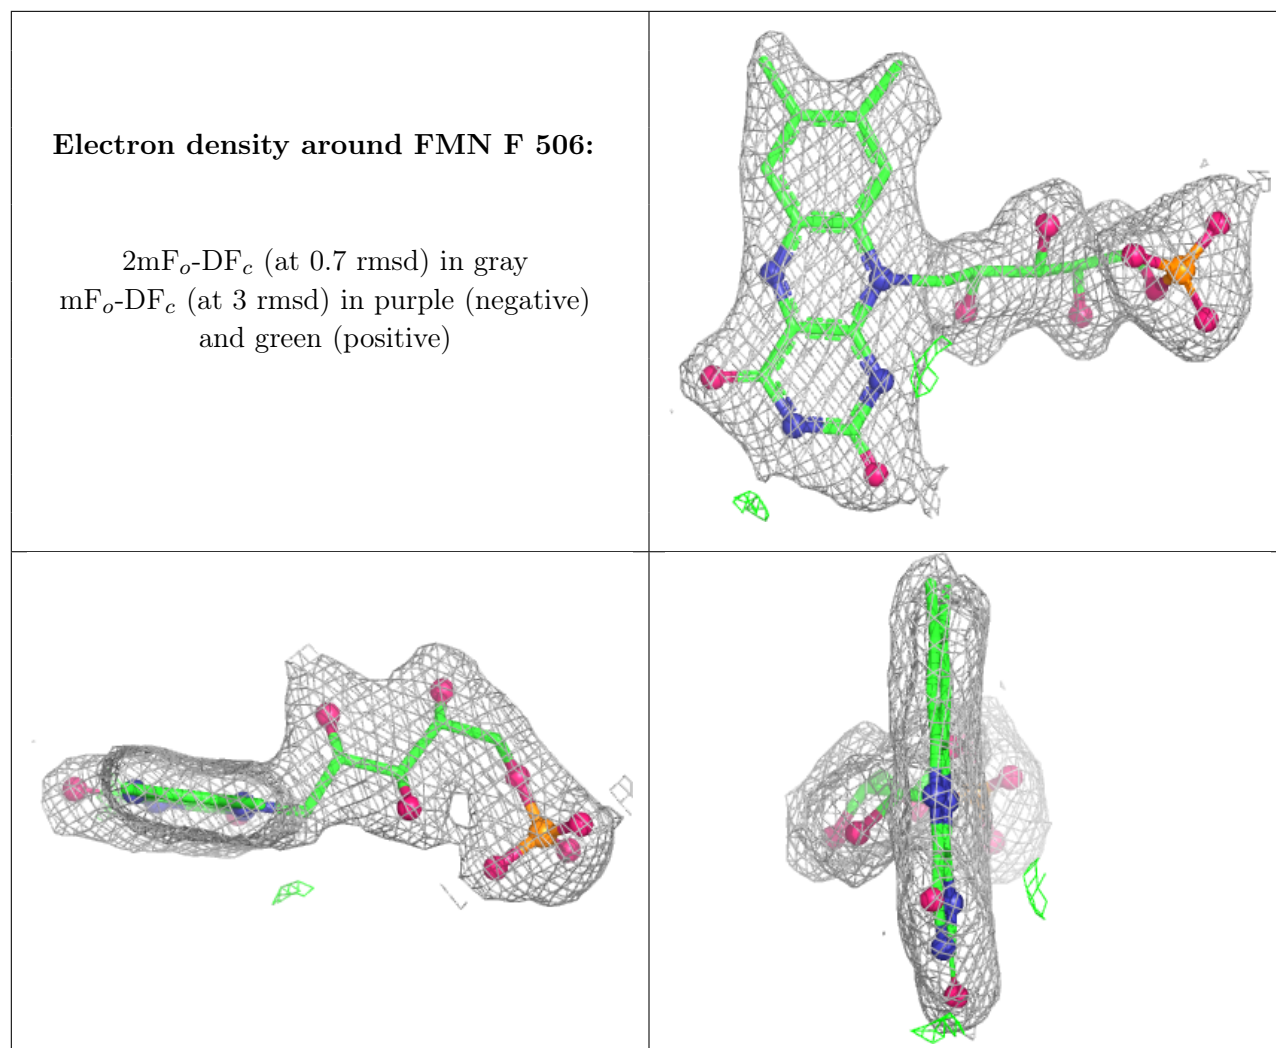 Electron density around FMN F 506:
2mFₒ-DF𝒸 (at 0.7 rmsd) in gray
mFₒ-DF𝒸 (at 3 rmsd) in purple (negative)
and green (positive)